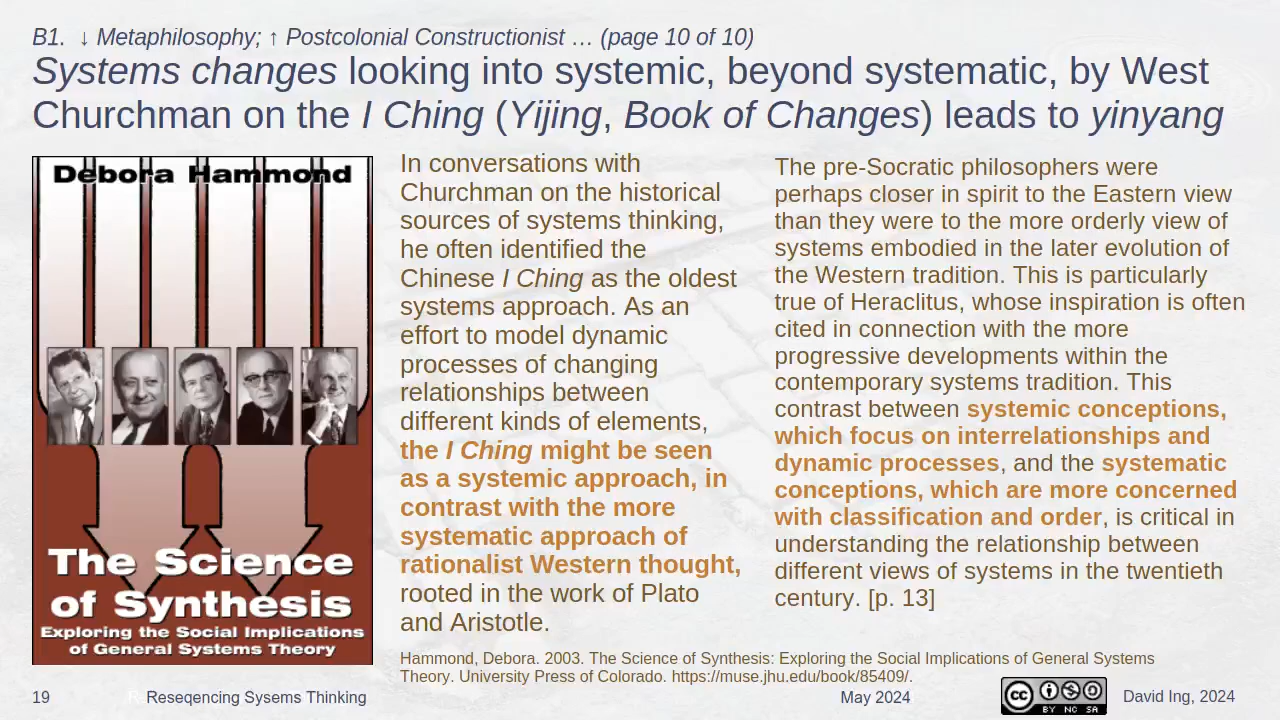 B1. ↓ Metaphilosophy; ↑ Postcolonial Constructionist … (page 10 of 10)
Systems changes looking into systemic, beyond systematic, by West
Churchman on the I Ching (Yijing, Book of Changes) leads to yinyang
Debora Hammond
The Science
of Synthesis
Exploring the Social Implications
of General Systems Theory
In conversations with
Churchman on the historical
sources of systems thinking,
he often identified the
Chinese I Ching as the oldest
systems approach. As an
effort to model dynamic
processes of changing
relationships between
different kinds of elements,
the I Ching might be seen
as a systemic approach, in
contrast with the more
systematic approach of
rationalist Western thought,
rooted in the work of Plato
and Aristotle.
The pre-Socratic philosophers were
perhaps closer in spirit to the Eastern view
than they were to the more orderly view of
systems embodied in the later evolution of
the Western tradition. This is particularly
true of Heraclitus, whose inspiration is often
cited in connection with the more
progressive developments within the
contemporary systems tradition. This
contrast between systemic conceptions,
which focus on interrelationships and
dynamic processes, and the systematic
conceptions, which are more concerned
with classification and order, is critical in
understanding the relationship between
different views of systems in the twentieth
century. [p. 13]
Hammond, Debora. 2003. The Science of Synthesis: Exploring the Social Implications of General Systems
Theory. University Press of Colorado. https://muse.jhu.edu/book/85409/.
19
Reseqencing Sysems Thinking
May 2024
cc
BY NC SA
David Ing, 2024